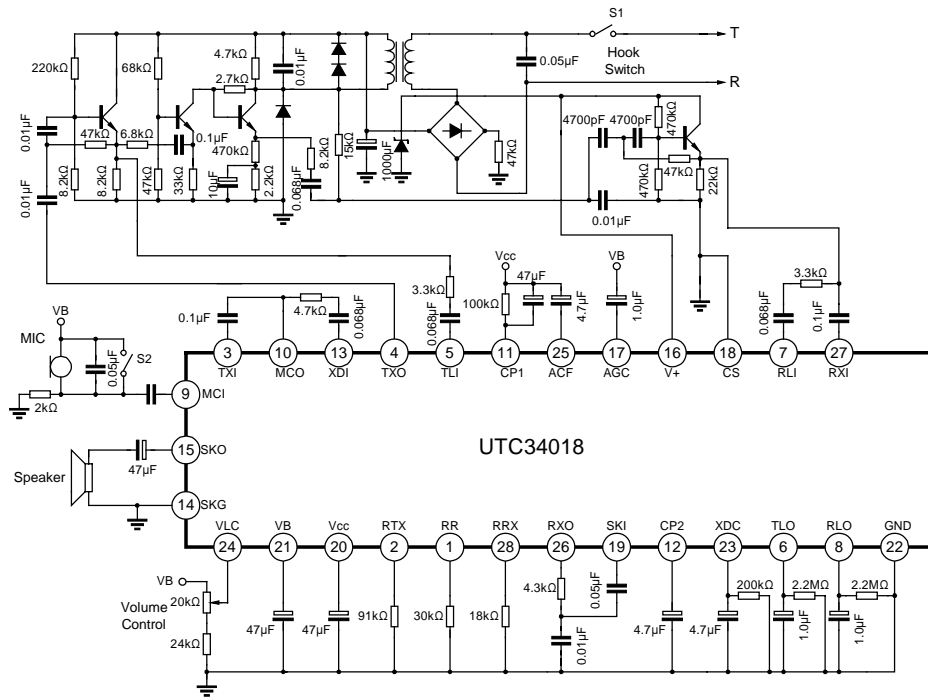 S1
T
Hook
Switch
R
0.05µF
4.7kΩ
220kΩ
68kΩ
2.7kΩ
0.01µF
0.01µF
47kΩ
6.8kΩ
0.1µF
470kΩ
8.2kΩ
15kΩ
1000µF
47kΩ
4700pF
4700pF
470kΩ
47kΩ
470kΩ
22kΩ
0.01µF
0.01µF
8.2kΩ
8.2kΩ
47kΩ
33kΩ
10µF
2.2kΩ
0.068µF
Vcc
VB
47µF
3.3kΩ
3.3kΩ
100kΩ
4.7µF
1.0µF
0.1µF
4.7kΩ
0.068µF
0.068µF
0.068µF
0.1µF
VB
MIC
0.05µF
S2
2kΩ
3
10
13
4
5
11
25
17
16
18
7
27
TXI
MCO
XDI
TXO
TLI
CP1
ACF
AGC
V+
CS
RLI
RXI
9
MCI
15
SKO
47µF
Speaker
14
SKG
UTC34018
VLC
VB
Vcc
RTX
RR
RRX
RXO
SKI
CP2
XDC
TLO
RLO
GND
24
21
20
2
1
28
26
19
12
23
6
8
22
VB
20kΩ
Volume
Control
24kΩ
47µF
47µF
91kΩ
30kΩ
18kΩ
4.3kΩ
0.05µF
0.01µF
4.7µF
4.7µF
200kΩ
2.2MΩ
2.2MΩ
1.0µF
1.0µF